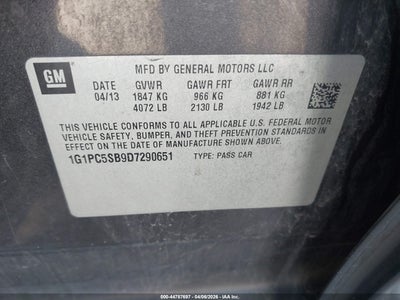 GM
MFD BY GENERAL MOTORS LLC
DATE GVWR GAWR FRT GAWR RR
04/13 1847 KG 966 KG 881 KG
4072 LB 2130 LB 1942 LB
THIS VEHICLE CONFORMS TO ALL APPLICABLE U.S. FEDERAL MOTOR
VEHICLE SAFETY, BUMPER, AND THEFT PREVENTION STANDARDS IN
EFFECT ON THE DATE OF MANUFACTURE SHOWN ABOVE.
1G1PC5SB9D7290651 TYPE: PASS CAR
000-44787697 - 04/06/2026 - IAA, Inc.